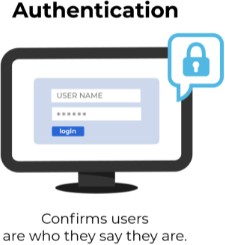 Authentication
USER NAME
******
login
Confirms users
are who they say they are.